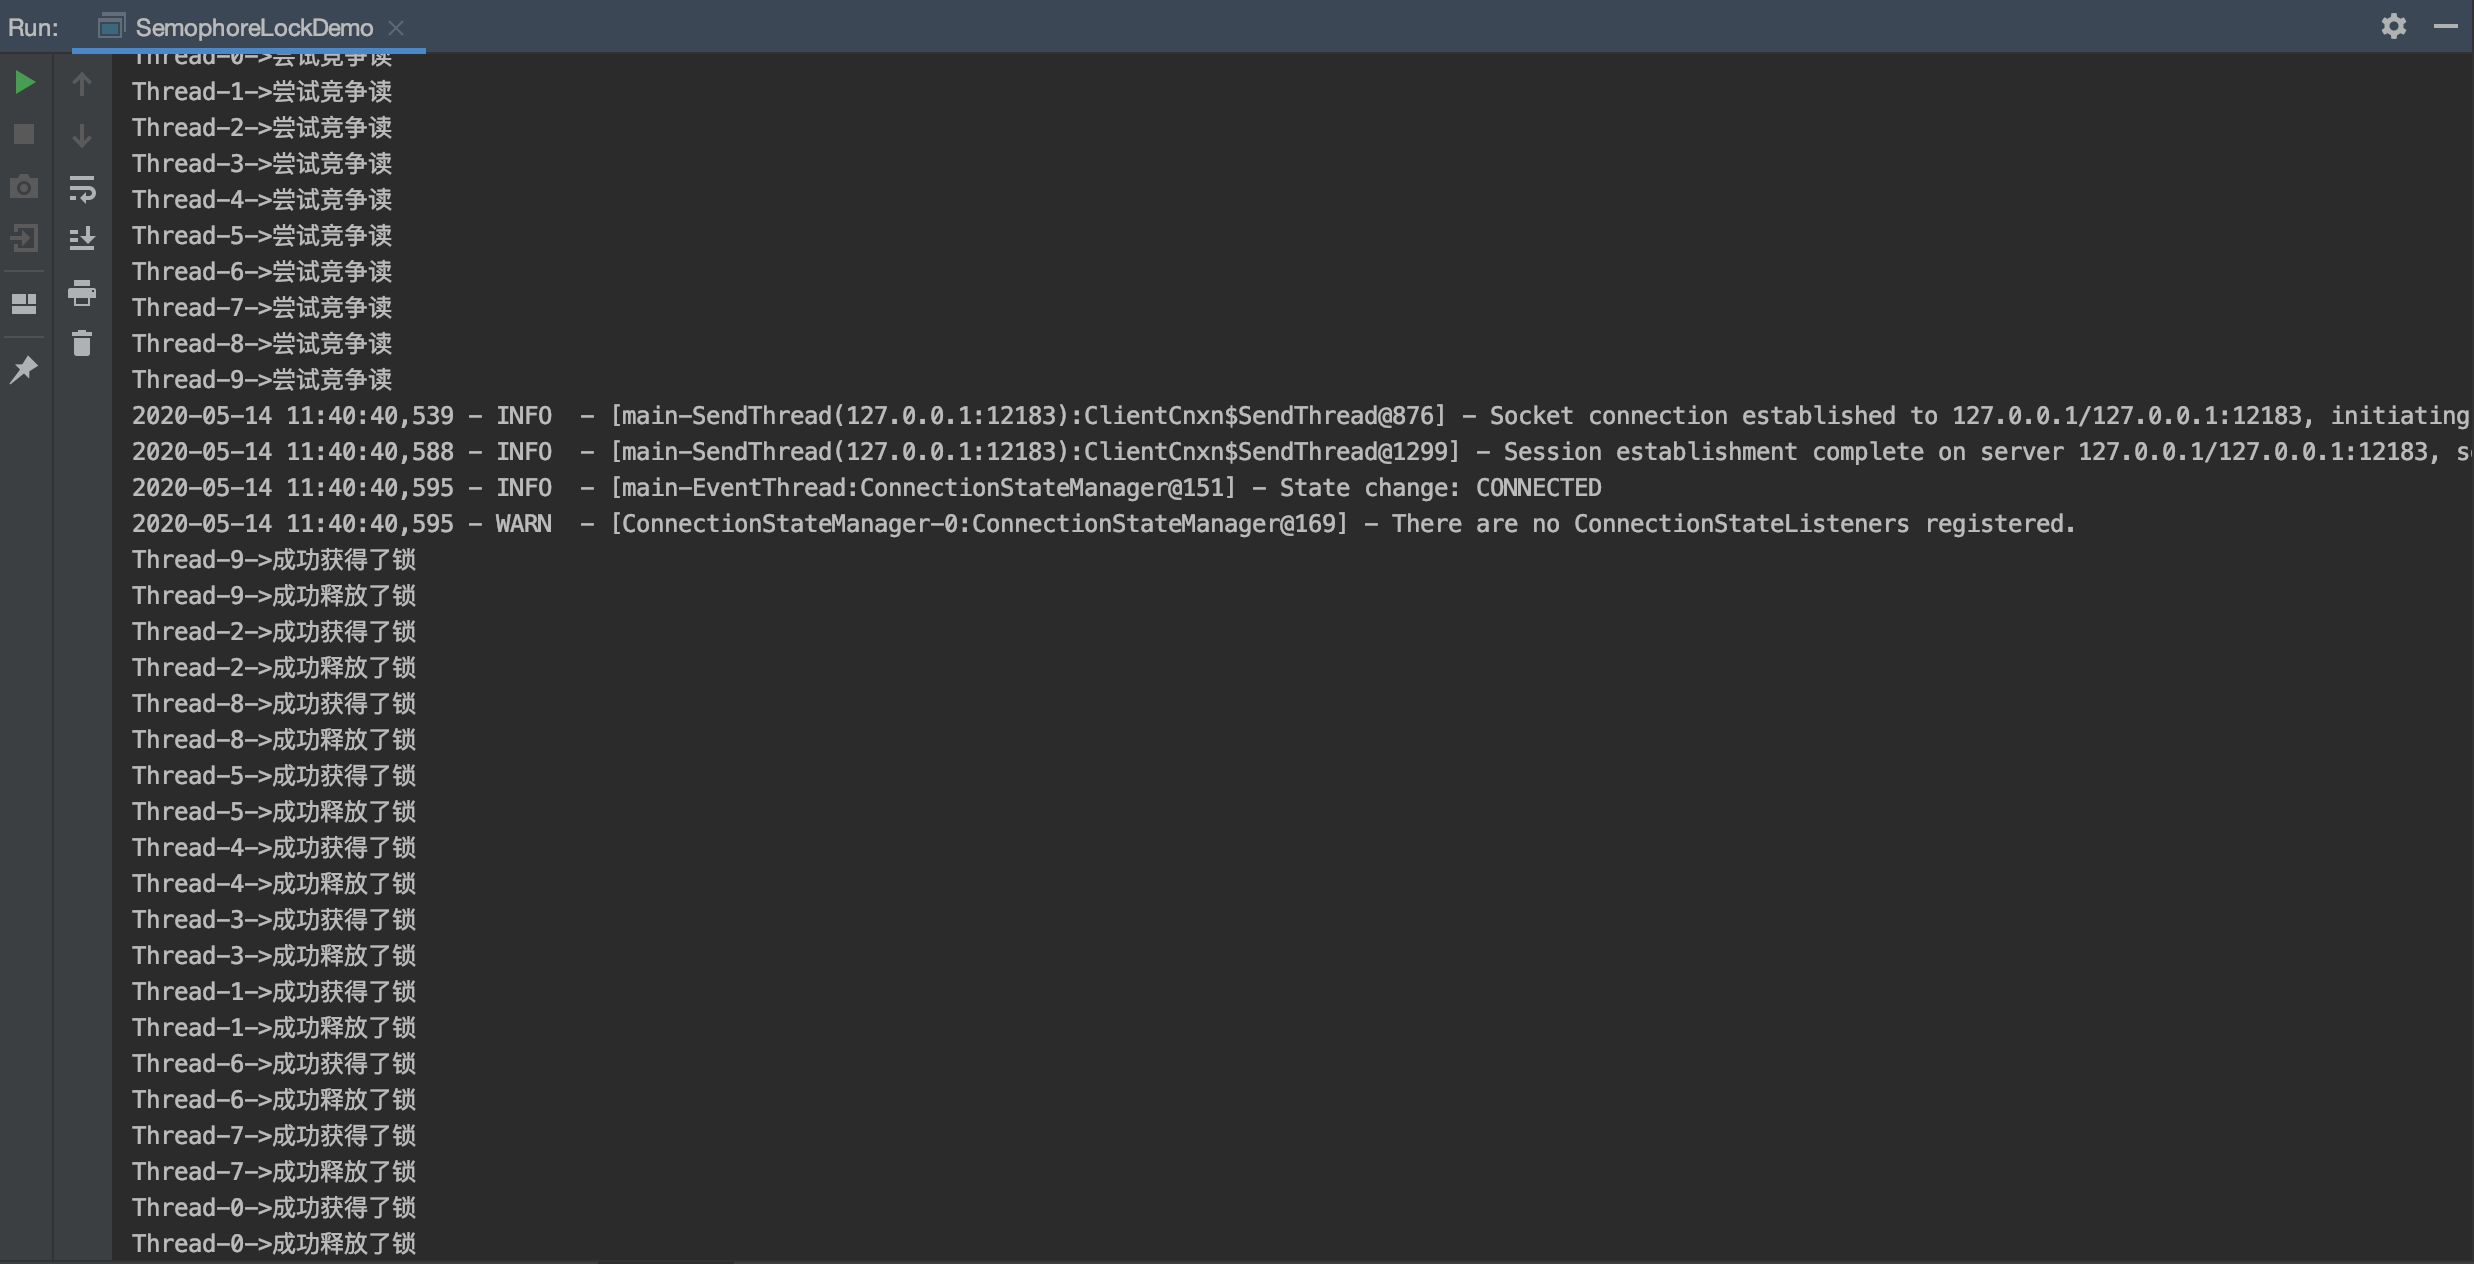 Run: SemophoreLockDemo
Thread-0->尝试竞争读
Thread-1->尝试竞争读
Thread-2->尝试竞争读
Thread-3->尝试竞争读
Thread-4->尝试竞争读
Thread-5->尝试竞争读
Thread-6->尝试竞争读
Thread-7->尝试竞争读
Thread-8->尝试竞争读
Thread-9->尝试竞争读
2020-05-14 11:40:40,539 - INFO  - [main-SendThread(127.0.0.1:12183):ClientCnxn$SendThread@876] - Socket connection established to 127.0.0.1/127.0.0.1:12183, initiating
2020-05-14 11:40:40,588 - INFO  - [main-SendThread(127.0.0.1:12183):ClientCnxn$SendThread@1299] - Session establishment complete on server 127.0.0.1/127.0.0.1:12183,
2020-05-14 11:40:40,595 - INFO  - [main-EventThread:ConnectionStateManager@151] - State change: CONNECTED
2020-05-14 11:40:40,595 - WARN  - [ConnectionStateManager-0:ConnectionStateManager@169] - There are no ConnectionStateListeners registered.
Thread-9->成功获得了锁
Thread-9->成功释放了锁
Thread-2->成功获得了锁
Thread-2->成功释放了锁
Thread-8->成功获得了锁
Thread-8->成功释放了锁
Thread-5->成功获得了锁
Thread-5->成功释放了锁
Thread-4->成功获得了锁
Thread-4->成功释放了锁
Thread-3->成功获得了锁
Thread-3->成功释放了锁
Thread-1->成功获得了锁
Thread-1->成功释放了锁
Thread-6->成功获得了锁
Thread-6->成功释放了锁
Thread-7->成功获得了锁
Thread-7->成功释放了锁
Thread-0->成功获得了锁
Thread-0->成功释放了锁